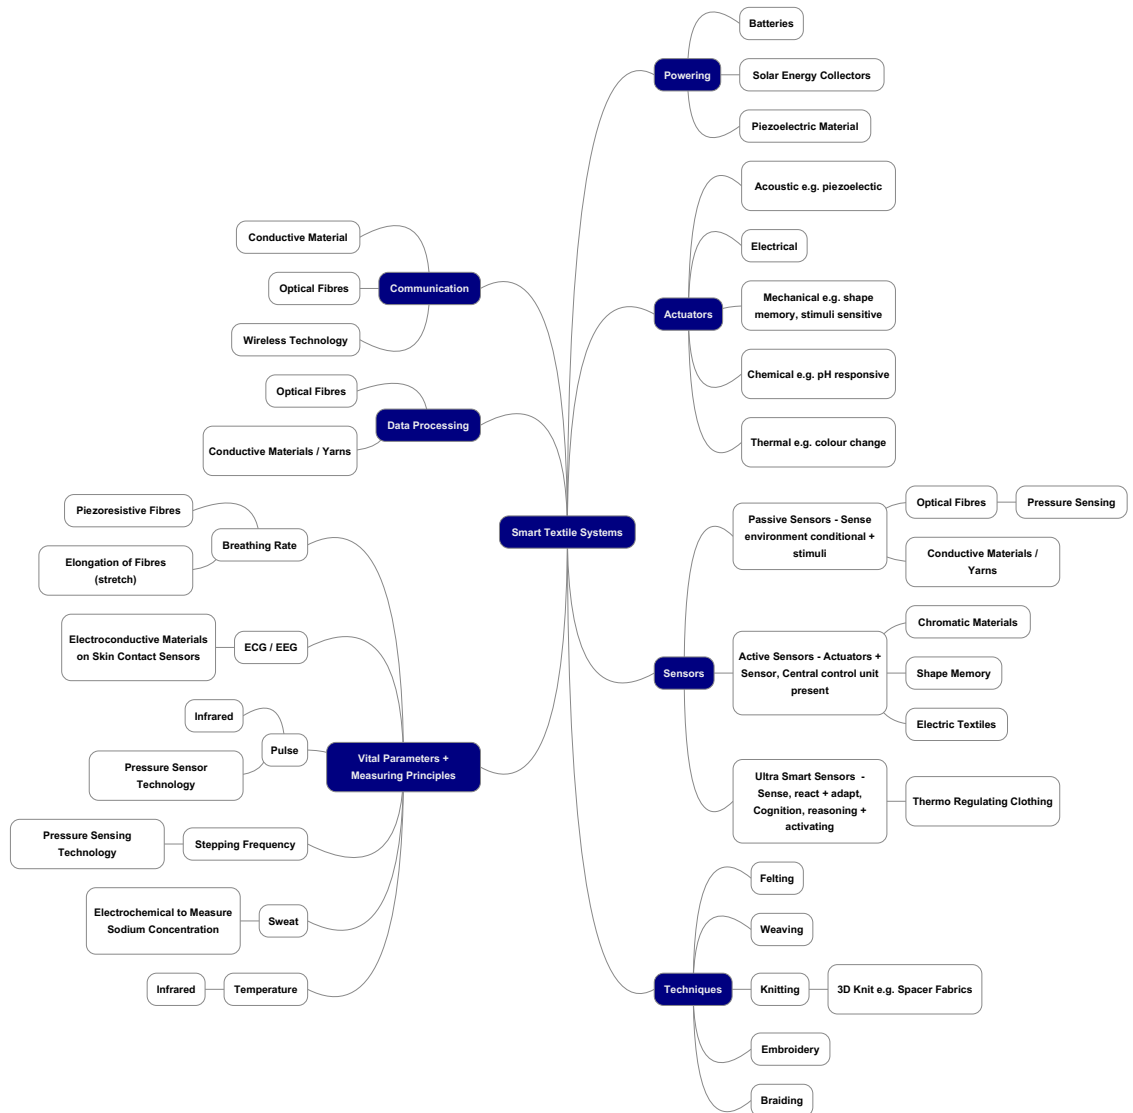 Smart Textile Systems
Powering
Batteries
Solar Energy Collectors
Piezoelectric Material
Actuators
Acoustic e.g. piezoelectic
Electrical
Mechanical e.g. shape
memory, stimuli sensitive
Chemical e.g. pH responsive
Thermal e.g. colour change
Sensors
Passive Sensors - Sense
environment conditional +
stimuli
Optical Fibres
Pressure Sensing
Conductive Materials /
Yarns
Active Sensors - Actuators +
Sensor, Central control unit
present
Chromatic Materials
Shape Memory
Electric Textiles
Ultra Smart Sensors -
Sense, react + adapt,
Cognition, reasoning +
activating
Thermo Regulating Clothing
Techniques
Felting
Weaving
Knitting
3D Knit e.g. Spacer Fabrics
Embroidery
Braiding
Communication
Conductive Material
Optical Fibres
Wireless Technology
Data Processing
Optical Fibres
Conductive Materials / Yarns
Vital Parameters +
Measuring Principles
Breathing Rate
Piezoresistive Fibres
Elongation of Fibres
(stretch)
ECG / EEG
Electroconductive Materials
on Skin Contact Sensors
Pulse
Infrared
Pressure Sensor
Technology
Stepping Frequency
Pressure Sensing
Technology
Sweat
Electrochemical to Measure
Sodium Concentration
Temperature
Infrared